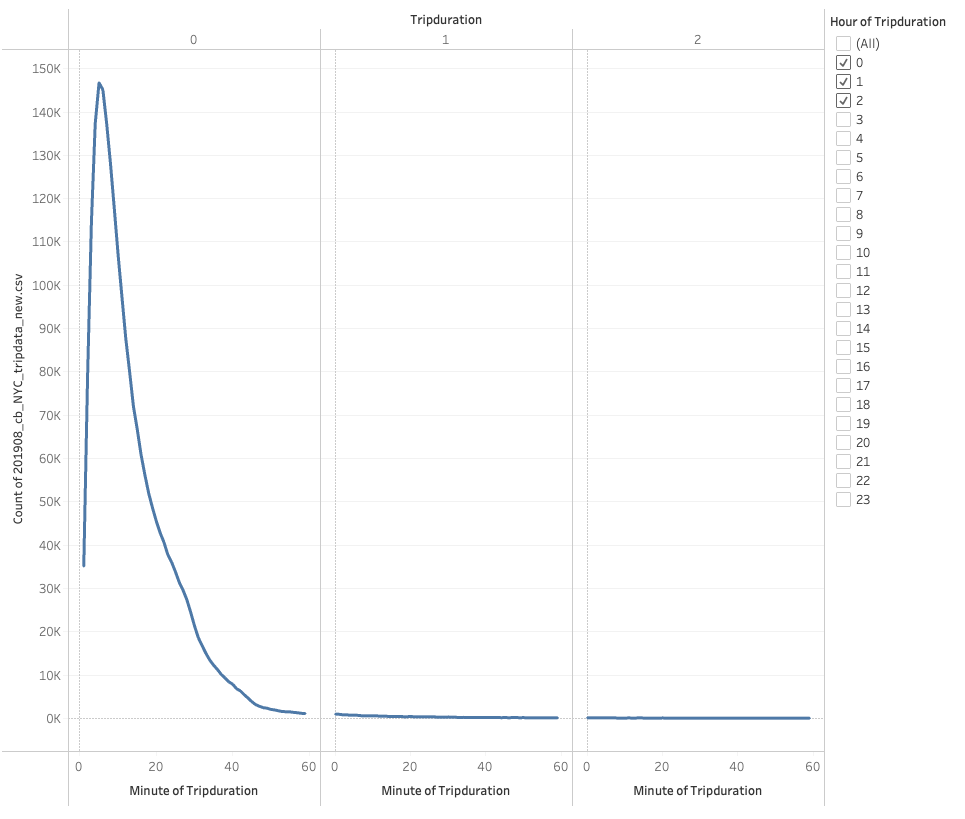 Tripduration
0 1 2
150K
140K
130K
120K
110K
100K
90K
80K
70K
60K
50K
40K
30K
20K
10K
0K
Count of 201908_cb_NYC_tripdata_new.csv
0 20 40 60 0 20 40 60 0 20 40 60
Minute of Tripduration Minute of Tripduration Minute of Tripduration
Hour of Tripduration
(All)
0
1
2
3
4
5
6
7
8
9
10
11
12
13
14
15
16
17
18
19
20
21
22
23